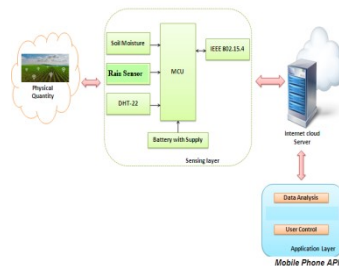 Soil Moisture
MCU
IEEE 802.15.4
Rain Sensor
Physical
Quantity
DHT-22
Battery with Supply
Sensing layer
Internet cloud
Server
Data Analysis
User Control
Application Layer
Mobile Phone API